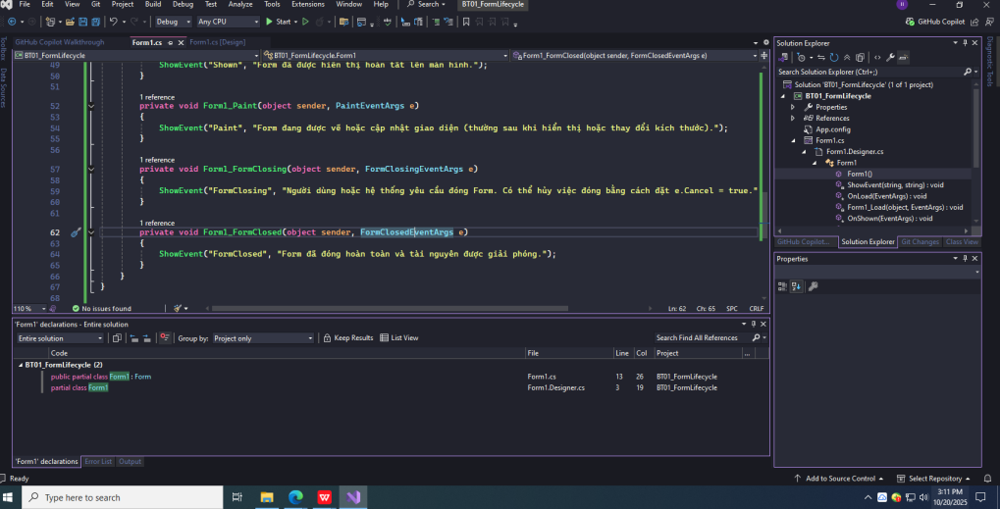 File Edit View Git Project Build Debug Test Analyze Tools Extensions Window Help Search BT01_FormLifecycle
Debug Any CPU Start GitHub Copilot
GitHub Copilot Walkthrough Form1.cs Form1.cs [Design]
BT01_FormLifecycle BT01_FormLifecycle.Form1 Form1_FormClosed(object sender, FormClosedEventArgs e)
Toolbox
Data Sources
49 ShowEvent("Shown", "Form đã được hiển thị hoàn tất lên màn hình.");
50 }
51
1 reference
52 private void Form1_Paint(object sender, PaintEventArgs e)
53 {
54 ShowEvent("Paint", "Form đang được vẽ hoặc cập nhật giao diện (thường sau khi hiển thị hoặc thay đổi kích thước).");
55 }
56
1 reference
57 private void Form1_FormClosing(object sender, FormClosingEventArgs e)
58 {
59 ShowEvent("FormClosing", "Người dùng hoặc hệ thống yêu cầu đóng Form. Có thể hủy việc đóng bằng cách đặt e.Cancel = true."
60 }
61
1 reference
62 private void Form1_FormClosed(object sender, FormClosedEventArgs e)
63 {
64 ShowEvent("FormClosed", "Form đã đóng hoàn toàn và tài nguyên được giải phóng.");
65 }
66 }
67 }
68
110 % No issues found Ln: 62 Ch: 65 SPC CRLF
'Form1' declarations - Entire solution
Entire solution Group by: Project only Keep Results List View Search Find All References
Code File Line Col Project ...
BT01_FormLifecycle (2)
public partial class Form1 : Form Form1.cs 13 26 BT01_FormLifecycle
partial class Form1 Form1.Designer.cs 3 19 BT01_FormLifecycle
'Form1' declarations Error List Output
Solution Explorer
Search Solution Explorer (Ctrl+;)
Solution 'BT01_FormLifecycle' (1 of 1 project)
BT01_FormLifecycle
Properties
References
App.config
Form1.cs
Form1.Designer.cs
Form1
Form1()
ShowEvent(string, string) : void
OnLoad(EventArgs) : void
Form1_Load(object, EventArgs) : void
OnShown(EventArgs) : void
GitHub Copilot... Solution Explorer Git Changes Class View
Properties
Diagnostic Tools
Ready Add to Source Control Select Repository
Type here to search
3:11 PM
10/20/2025